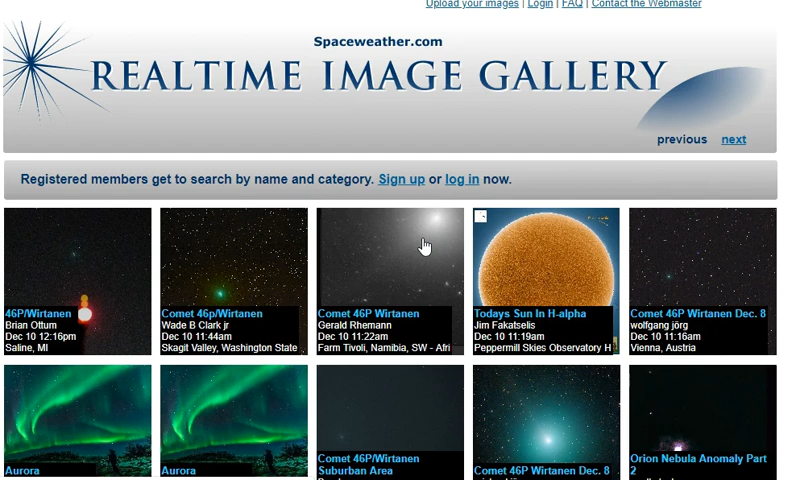 Upload your images | Login | FAQ | Contact the Webmaster
Spaceweather.com
REALTIME IMAGE GALLERY
previous next
Registered members get to search by name and category. Sign up or log in now.
46P/Wirtanen
Brian Ottum
Dec 10 12:16pm
Saline, MI
Comet 46p/Wirtanen
Wade B Clark jr
Dec 10 11:44am
Skagit Valley, Washington State
Comet 46P Wirtanen
Gerald Rhemann
Dec 10 11:22am
Farm Tivoli, Namibia, SW - Afri
Todays Sun In H-alpha
Jim Fakatselis
Dec 10 11:19am
Peppermill Skies Observatory H
Comet 46P Wirtanen Dec. 8
wolfgang jörg
Dec 10 11:16am
Vienna, Austria
Aurora
Aurora
Comet 46P/Wirtanen
Suburban Area
Comet 46P Wirtanen Dec. 8
Orion Nebula Anomaly Part
2